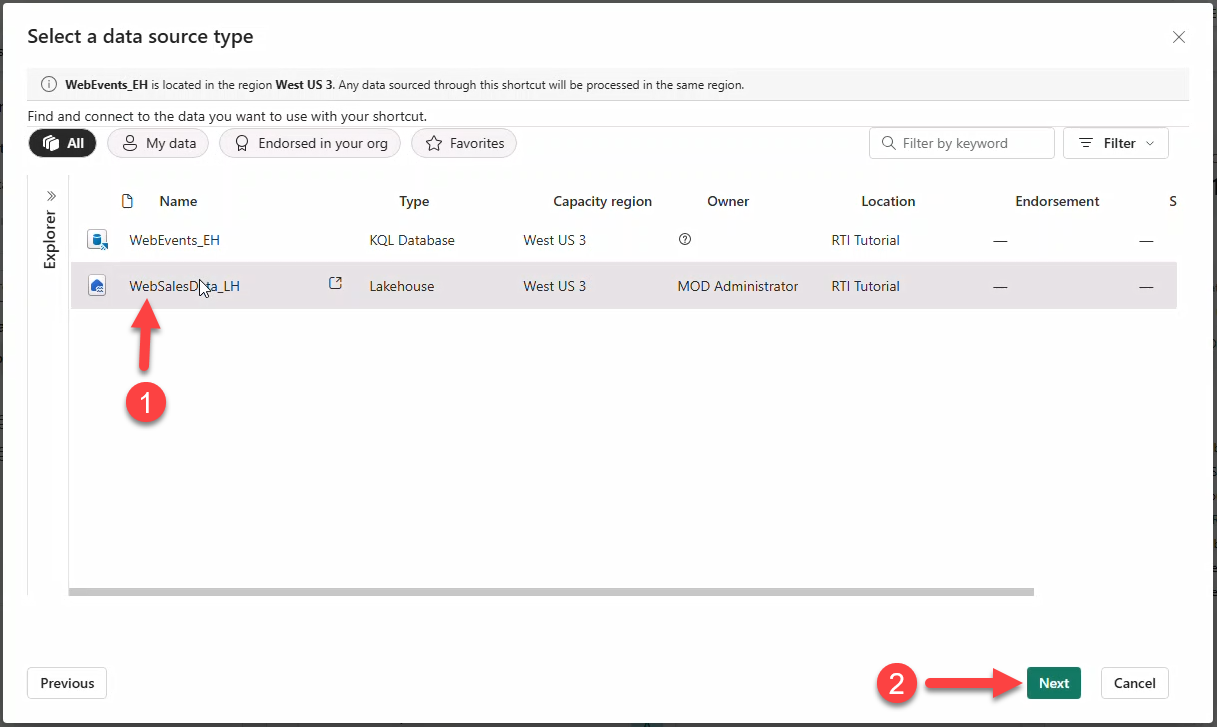 Select a data source type
WebEvents_EH is located in the region West US 3. Any data sourced through this shortcut will be processed in the same region.
Find and connect to the data you want to use with your shortcut.
All My data Endorsed in your org Favorites Filter by keyword Filter
Explorer
Name Type Capacity region Owner Location Endorsement S
WebEvents_EH KQL Database West US 3 RTI Tutorial — —
WebSalesData_LH Lakehouse West US 3 MOD Administrator RTI Tutorial — —
1
Previous 2 Next Cancel